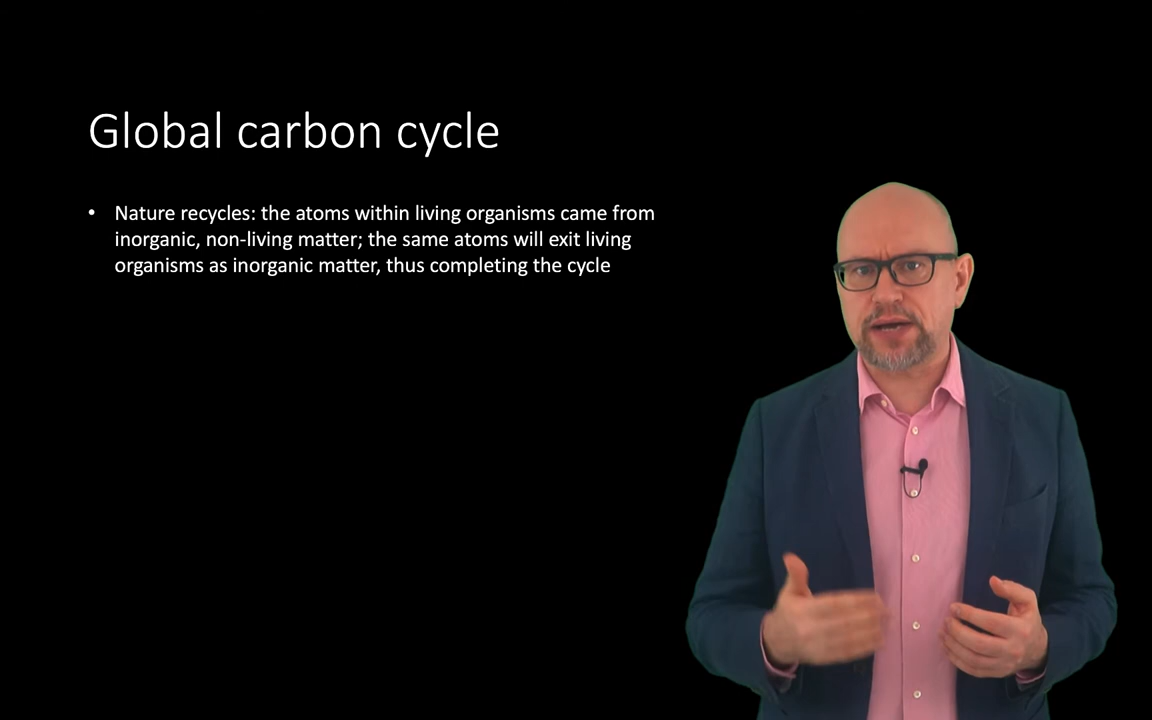 Global carbon cycle
• Nature recycles: the atoms within living organisms came from
inorganic, non-living matter; the same atoms will exit living
organisms as inorganic matter, thus completing the cycle